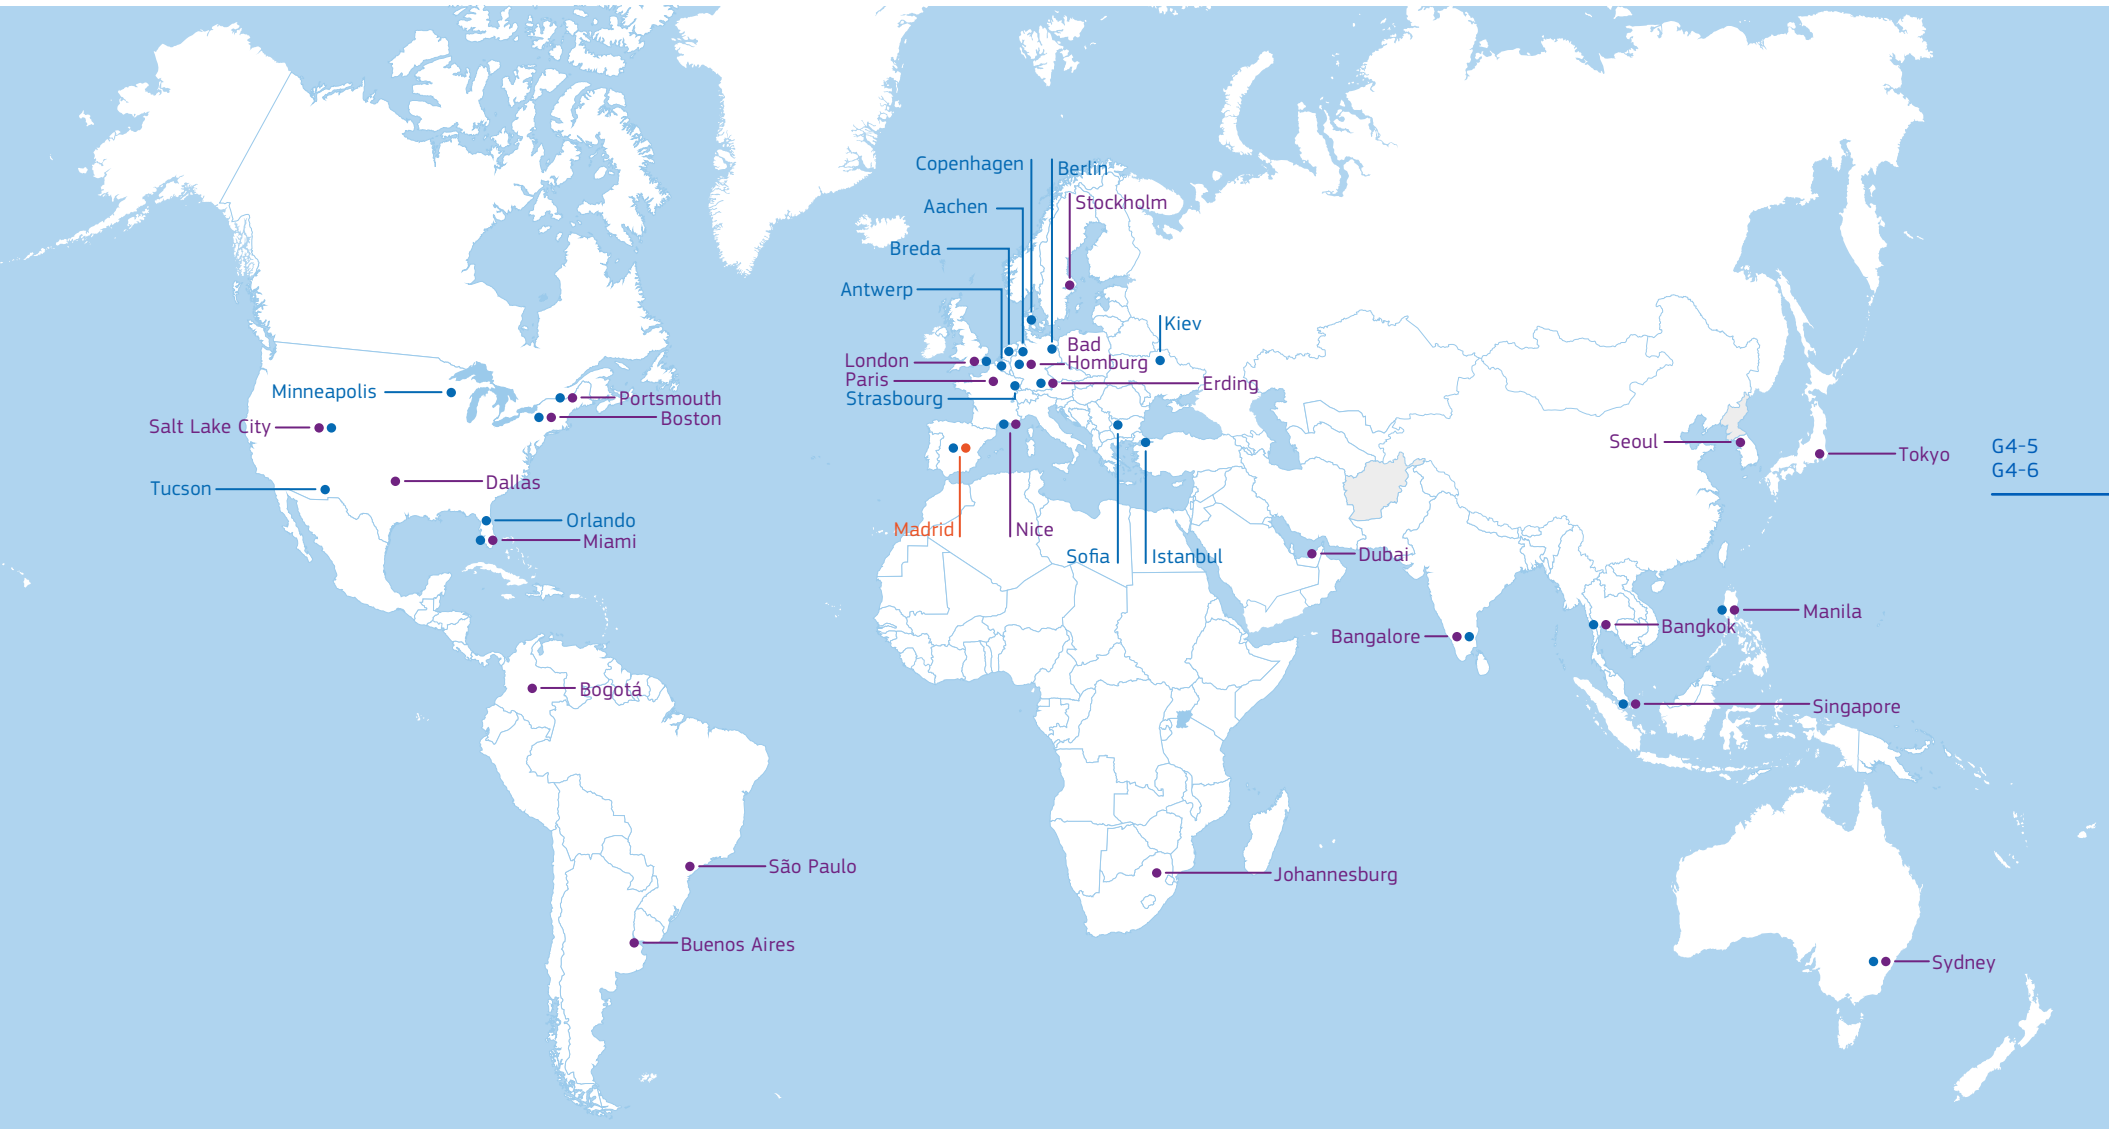 Copenhagen
Berlin
Stockholm
Aachen
Breda
Antwerp
Kiev
Bad
Homburg
London
Paris
Erding
Strasbourg
Minneapolis
Portsmouth
Boston
Salt Lake City
Seoul
Tokyo
G4-5
G4-6
Dallas
Tucson
Orlando
Miami
Madrid
Nice
Sofia
Istanbul
Dubai
Manila
Bangkok
Bangalore
Bogotá
Singapore
São Paulo
Johannesburg
Buenos Aires
Sydney